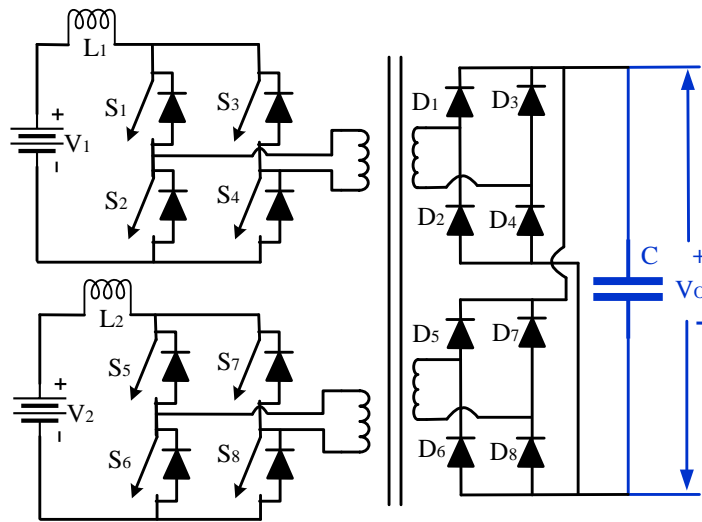 L1
S1
S3
+
V1
-
S2
S4
D1
D3
D2
D4
C
+
VO
-
L2
S5
S7
+
V2
-
S6
S8
D5
D7
D6
D8